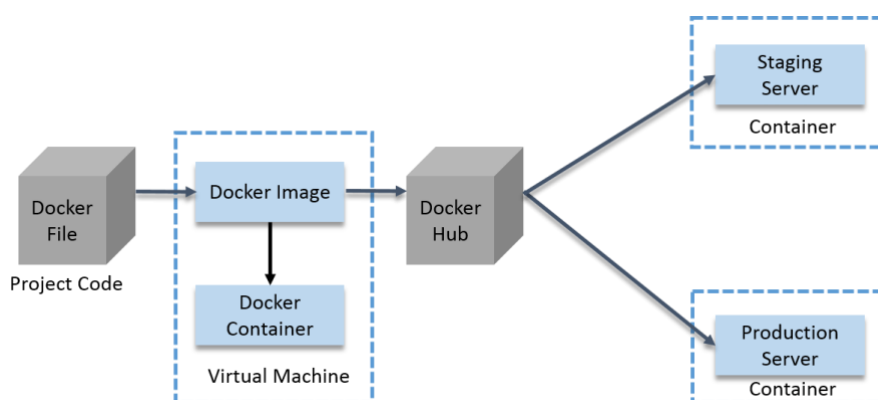 Docker
File
Project Code
Docker Image
Docker
Container
Virtual Machine
Docker
Hub
Staging
Server
Container
Production
Server
Container